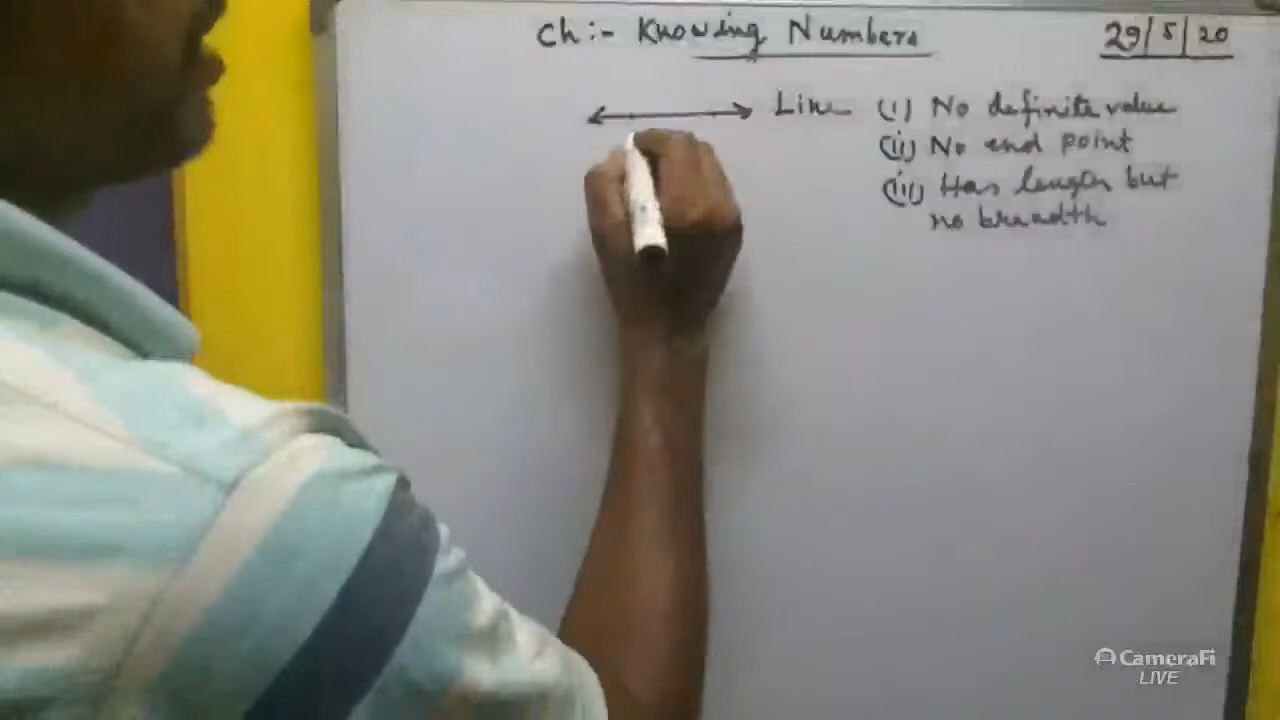 Ch :- Knowing Numbers
29/5/20
Line (i) No definite value
(ii) No end point
(iii) Has length but
no breadth
CameraFi
LIVE